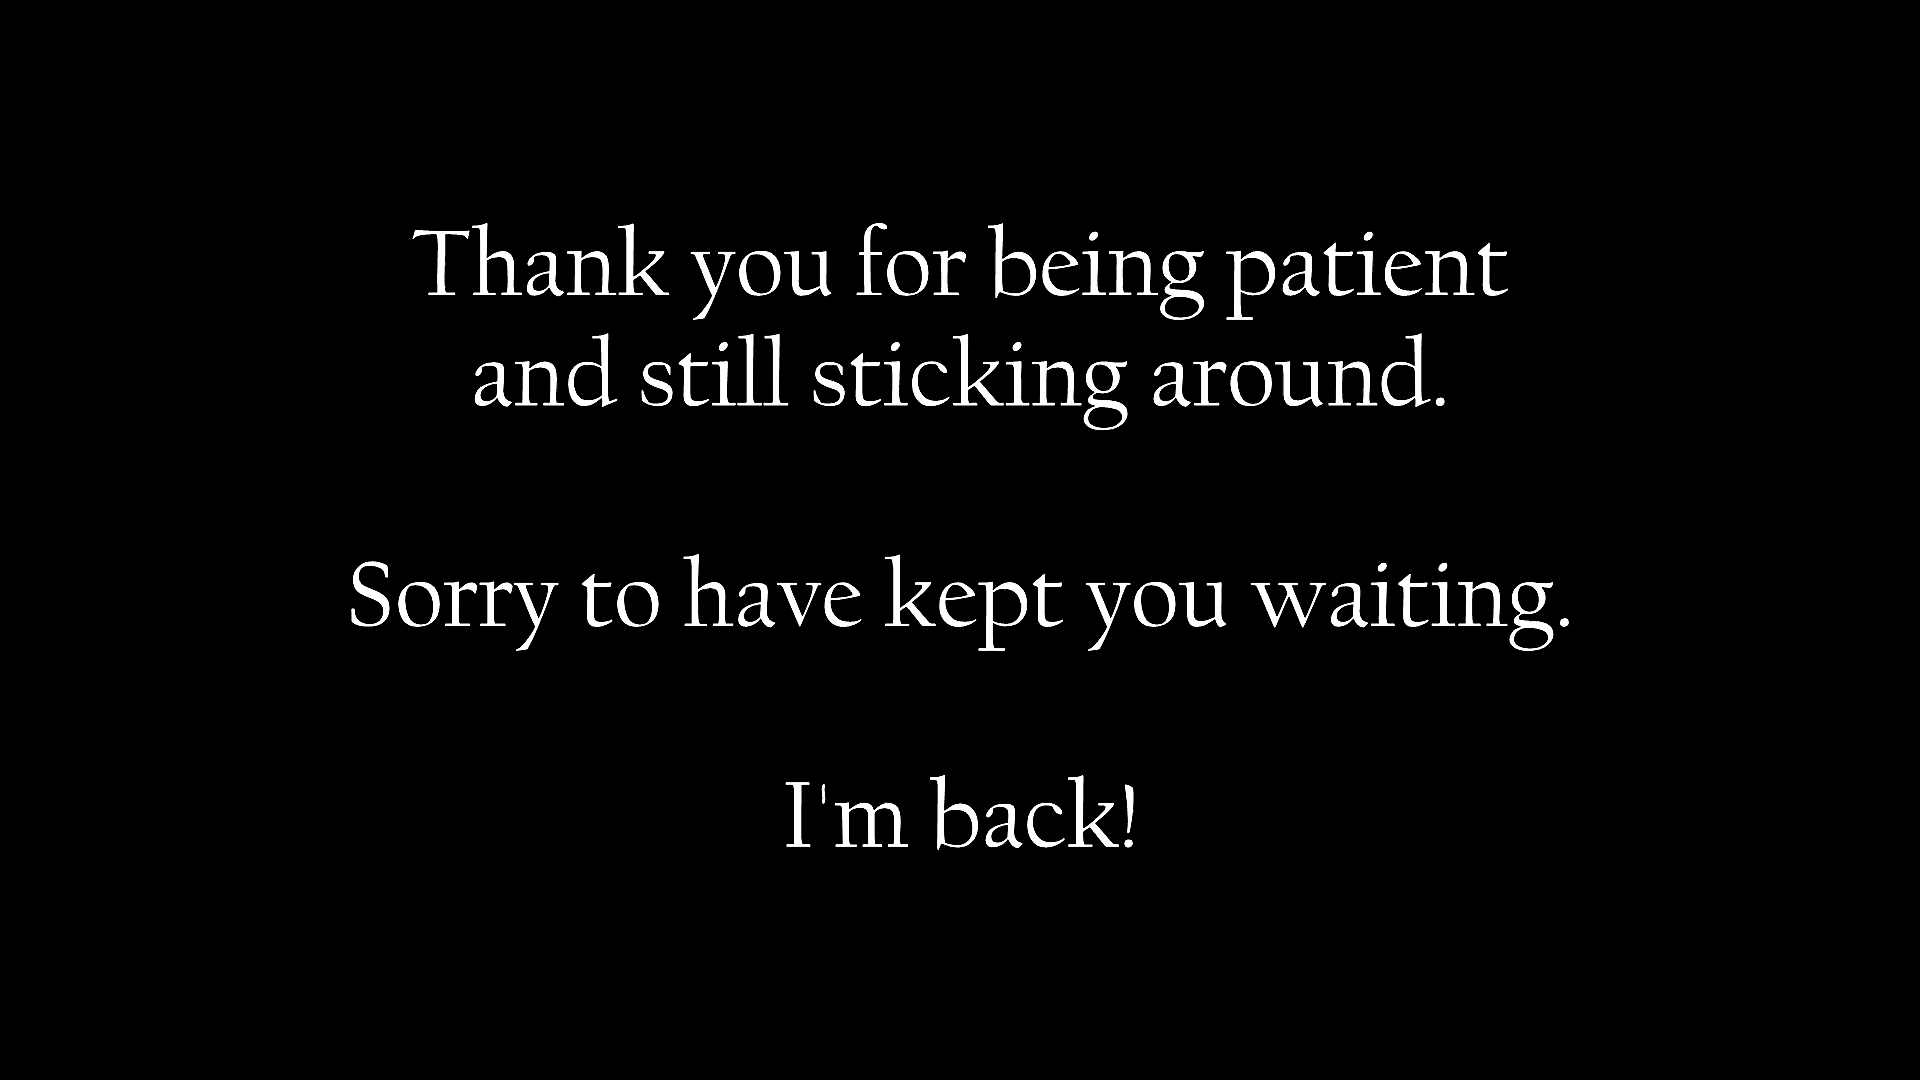 Thank you for being patient
and still sticking around.
Sorry to have kept you waiting.
I'm back!